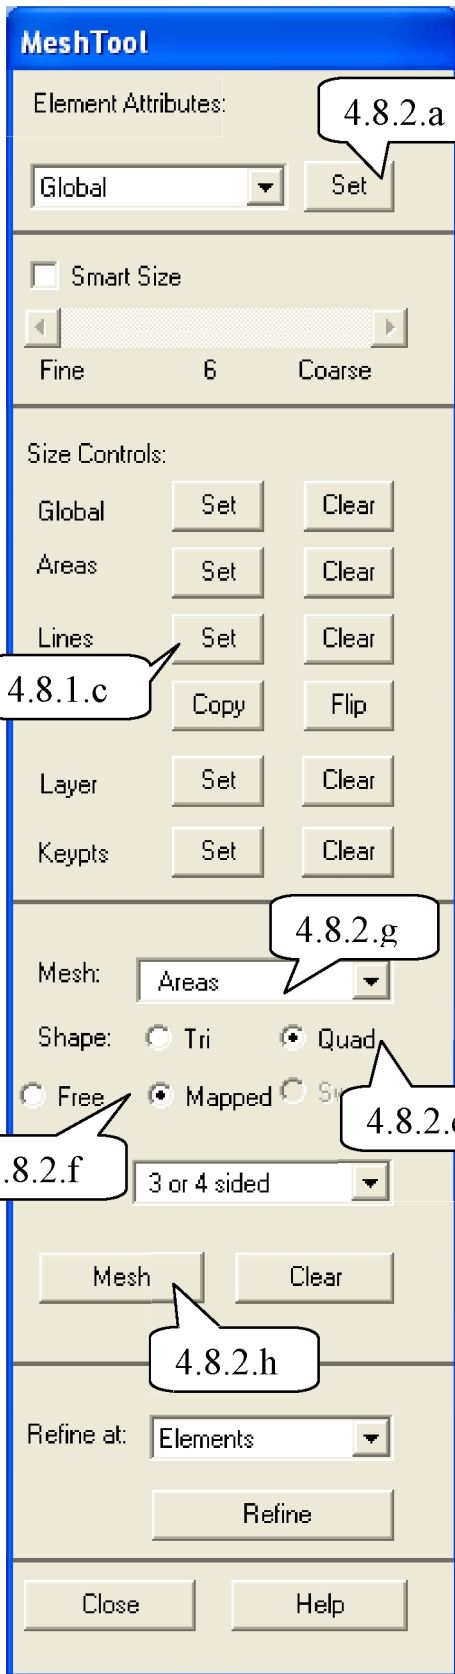 MeshTool
Element Attributes:
4.8.2.a
Global Set
Smart Size
Fine 6 Coarse
Size Controls:
Global Set Clear
Areas Set Clear
Lines Set Clear
4.8.1.c
Copy Flip
Layer Set Clear
Keypts Set Clear
4.8.2.g
Mesh: Areas
Shape: Tri Quad
Free Mapped
4.8.2.e
.8.2.f
3 or 4 sided
Mesh Clear
4.8.2.h
Refine at: Elements
Refine
Close Help